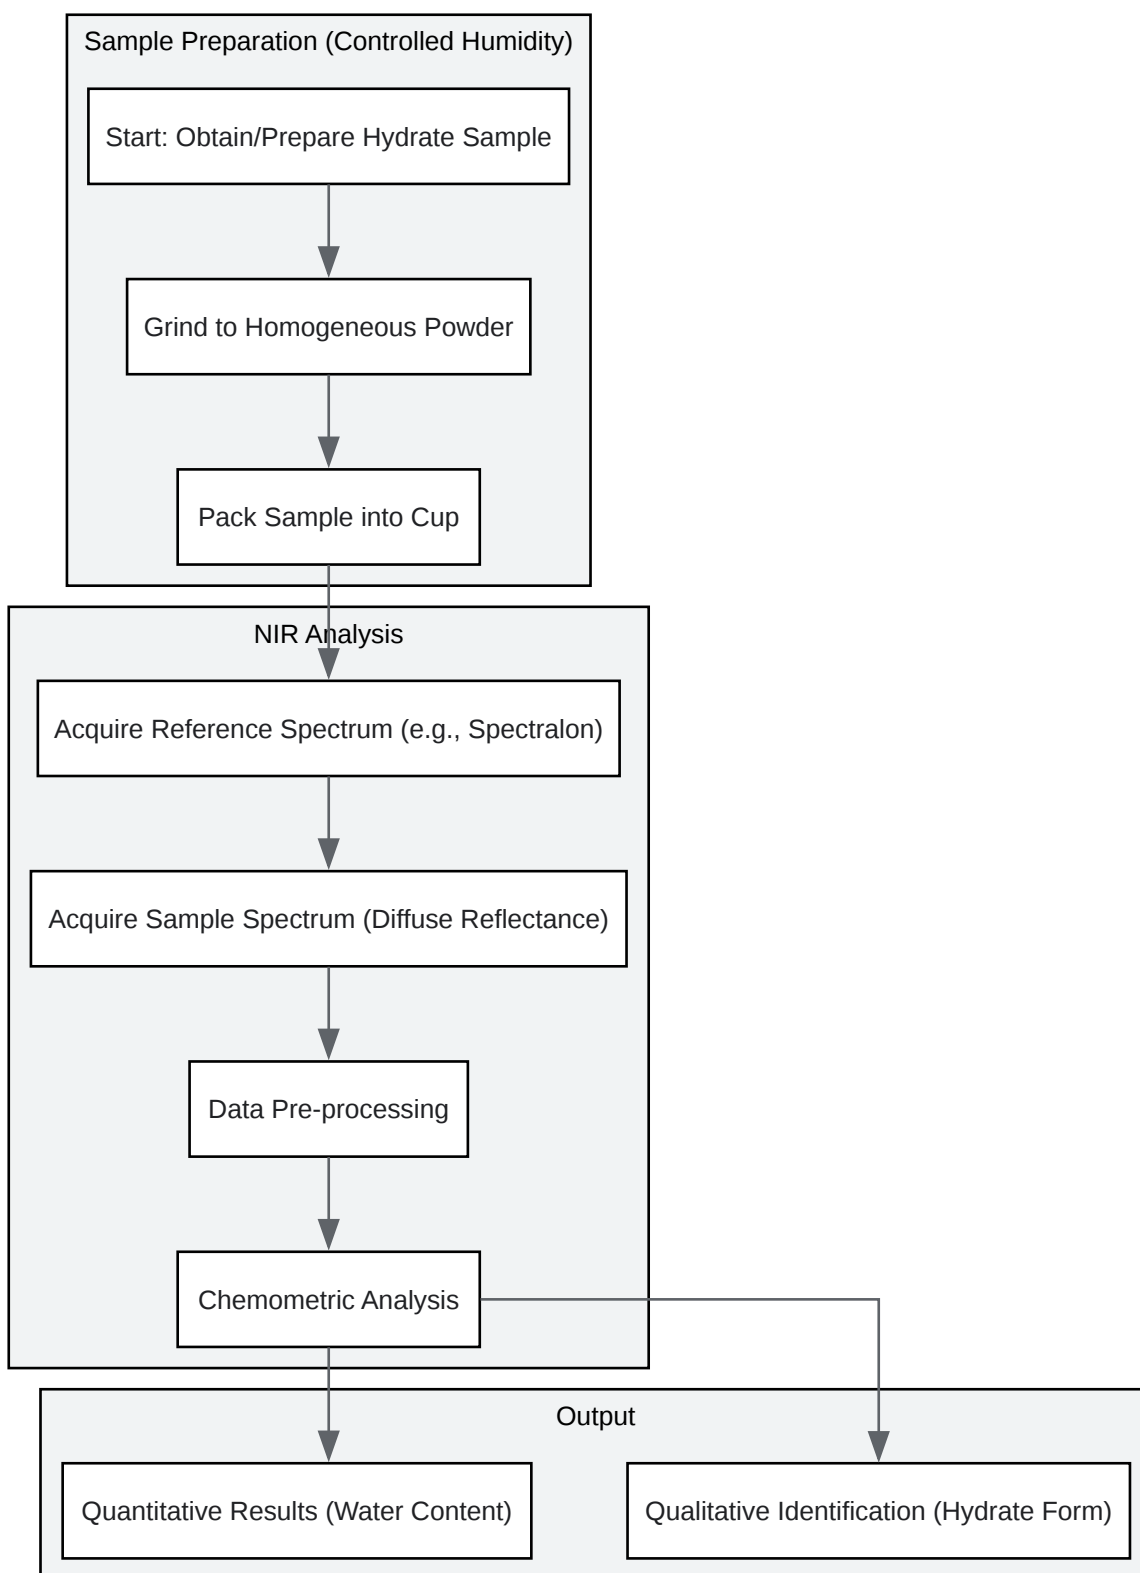 Sample Preparation (Controlled Humidity)
Start: Obtain/Prepare Hydrate Sample
Grind to Homogeneous Powder
Pack Sample into Cup
NIR Analysis
Acquire Reference Spectrum (e.g., Spectralon)
Acquire Sample Spectrum (Diffuse Reflectance)
Data Pre-processing
Chemometric Analysis
Output
Quantitative Results (Water Content)
Qualitative Identification (Hydrate Form)